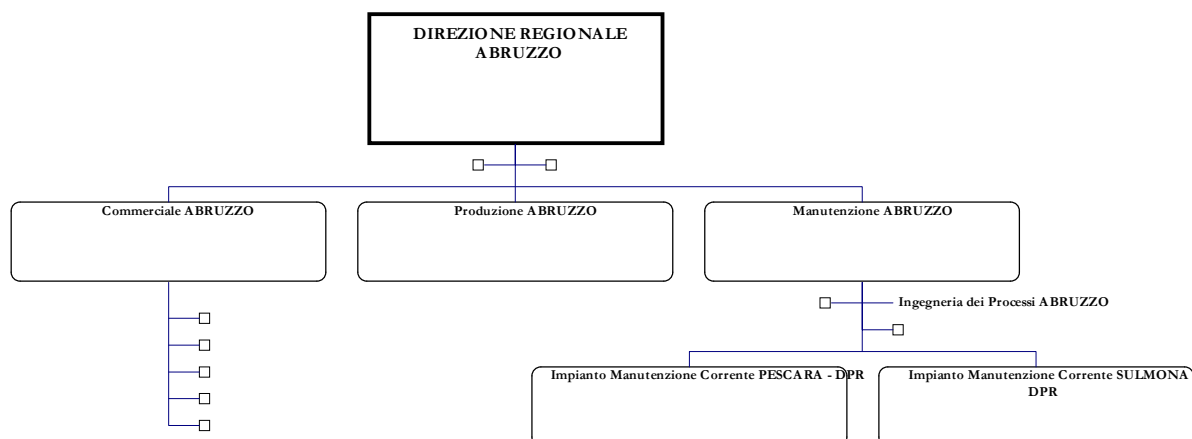 DIREZIONE REGIONALE
ABRUZZO
Commerciale ABRUZZO
Produzione ABRUZZO
Manutenzione ABRUZZO
Ingegneria dei Processi ABRUZZO
Impianto Manutenzione Corrente PESCARA - DPR
Impianto Manutenzione Corrente SULMONA
DPR